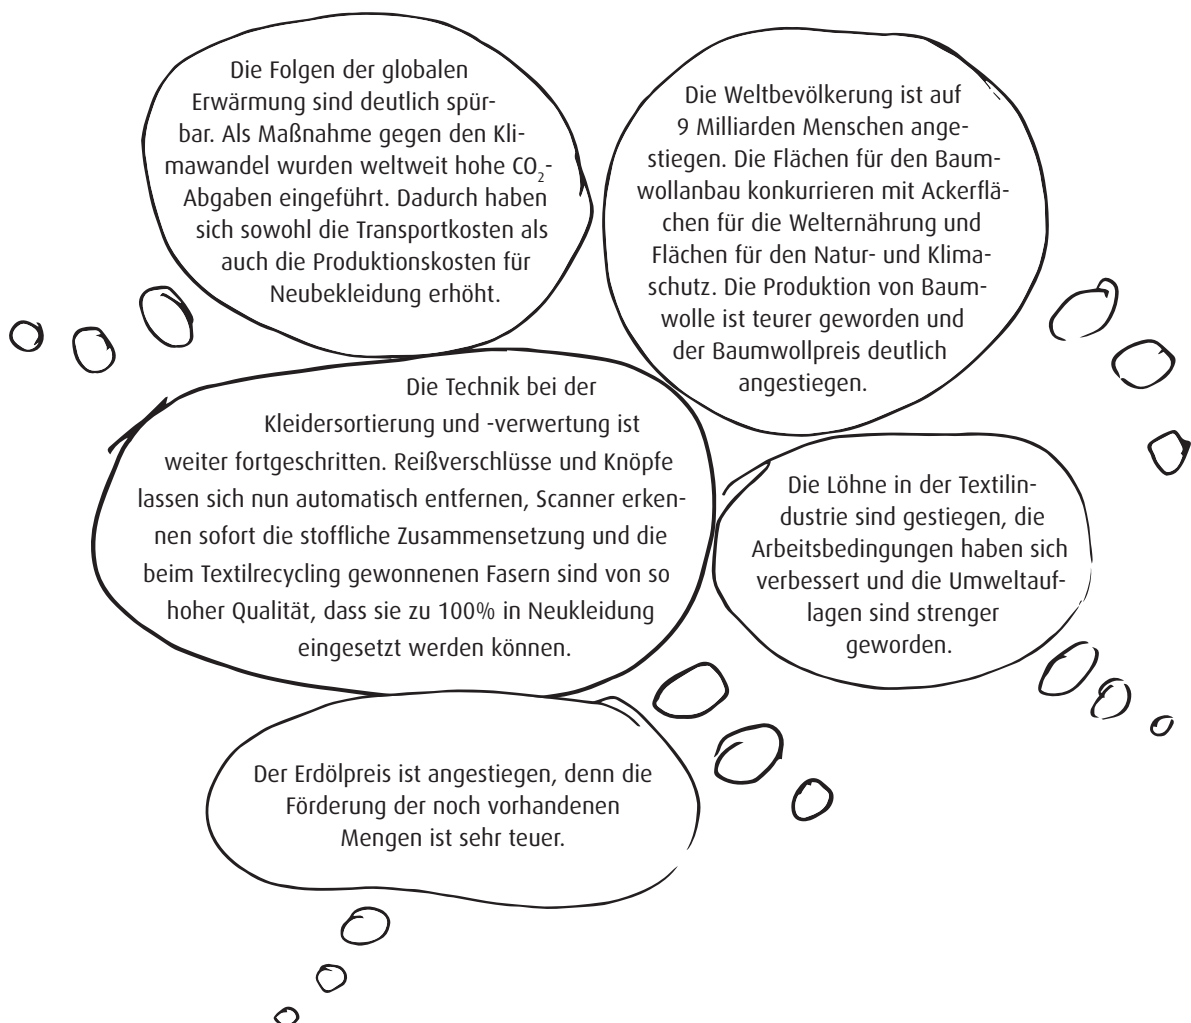 Die Folgen der globalen
Erwärmung sind deutlich spür-
bar. Als Maßnahme gegen den Kli-
mawandel wurden weltweit hohe CO₂-
Abgaben eingeführt. Dadurch haben
sich sowohl die Transportkosten als
auch die Produktionskosten für
Neubekleidung erhöht.
Die Weltbevölkerung ist auf
9 Milliarden Menschen ange-
stiegen. Die Flächen für den Baum-
wollanbau konkurrieren mit Ackerflä-
chen für die Welternährung und
Flächen für den Natur- und Klima-
schutz. Die Produktion von Baum-
wolle ist teurer geworden und
der Baumwollpreis deutlich
angestiegen.
Die Technik bei der
Kleidersortierung und -verwertung ist
weiter fortgeschritten. Reißverschlüsse und Knöpfe
lassen sich nun automatisch entfernen, Scanner erken-
nen sofort die stoffliche Zusammensetzung und die
beim Textilrecycling gewonnenen Fasern sind von so
hoher Qualität, dass sie zu 100% in Neukleidung
eingesetzt werden können.
Die Löhne in der Textilin-
dustrie sind gestiegen, die
Arbeitsbedingungen haben sich
verbessert und die Umweltauf-
lagen sind strenger
geworden.
Der Erdölpreis ist angestiegen, denn die
Förderung der noch vorhandenen
Mengen ist sehr teuer.